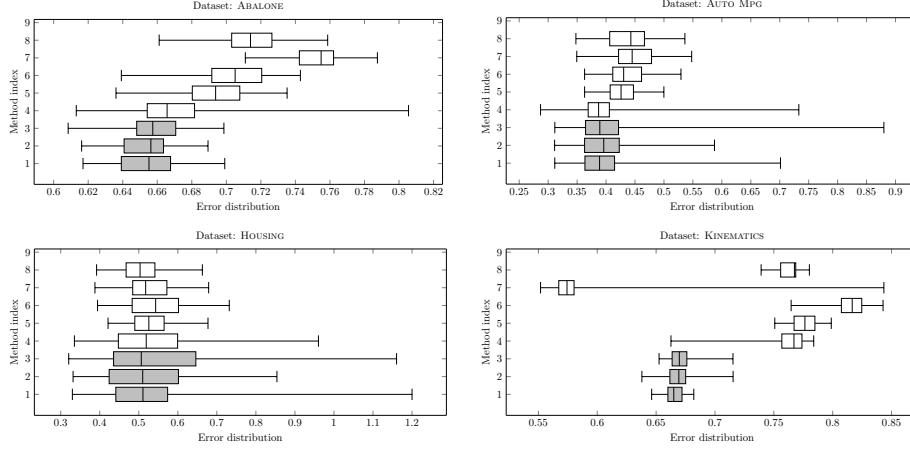 Dataset: ABALONE
9
8
7
6
5
4
3
2
1
Method index
0.6 0.62 0.64 0.66 0.68 0.7 0.72 0.74 0.76 0.78 0.8 0.82
Error distribution
Dataset: AUTO MPG
9
8
7
6
5
4
3
2
1
Method index
0.25 0.3 0.35 0.4 0.45 0.5 0.55 0.6 0.65 0.7 0.75 0.8 0.85 0.9
Error distribution
Dataset: HOUSING
9
8
7
6
5
4
3
2
1
Method index
0.3 0.4 0.5 0.6 0.7 0.8 0.9 1 1.1 1.2
Error distribution
Dataset: KINEMATICS
9
8
7
6
5
4
3
2
1
Method index
0.55 0.6 0.65 0.7 0.75 0.8 0.85
Error distribution